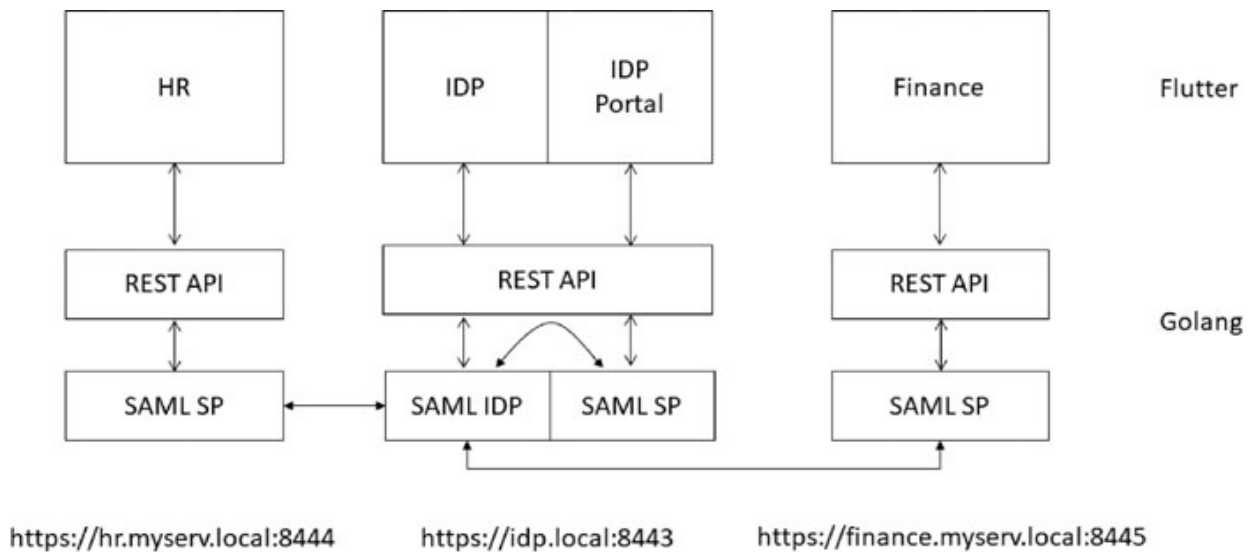 HR
IDP
IDP
Portal
Finance
Flutter
REST API
REST API
REST API
Golang
SAML SP
SAML IDP
SAML SP
SAML SP
https://hr.myserv.local:8444
https://idp.local:8443
https://finance.myserv.local:8445